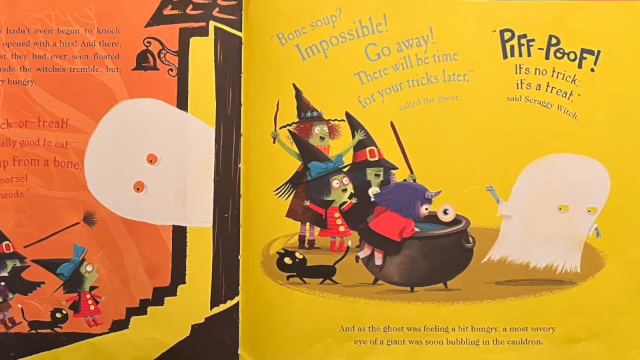 hadn't even begun to knock
opened with a hiss! And there,
st they had ever seen floated
ade the witches tremble, but,
y hungry.
ck-or-treat!
ally good to eat.
up from a bone,
morsel
needs."
"Bone soup?
Impossible!
Go away!
There will be time
for your tricks later,"
called the ghost.
"PIFF-POOF!
It's no trick,
it's a treat,"
said Scraggy Witch.
And as the ghost was feeling a bit hungry, a most savory
eye of a giant was soon bubbling in the cauldron.